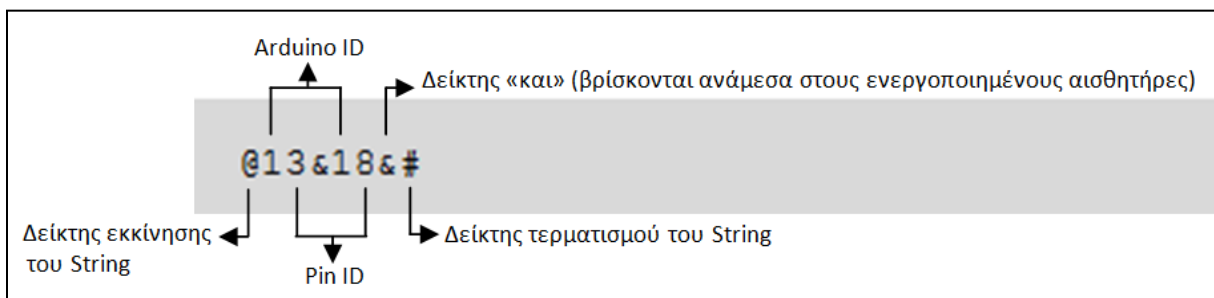 Arduino ID
Δείκτης «και» (βρίσκονται ανάμεσα στους ενεργοποιημένους αισθητήρες)
@13&18&#
Δείκτης εκκίνησης
του String
Δείκτης τερματισμού του String
Pin ID